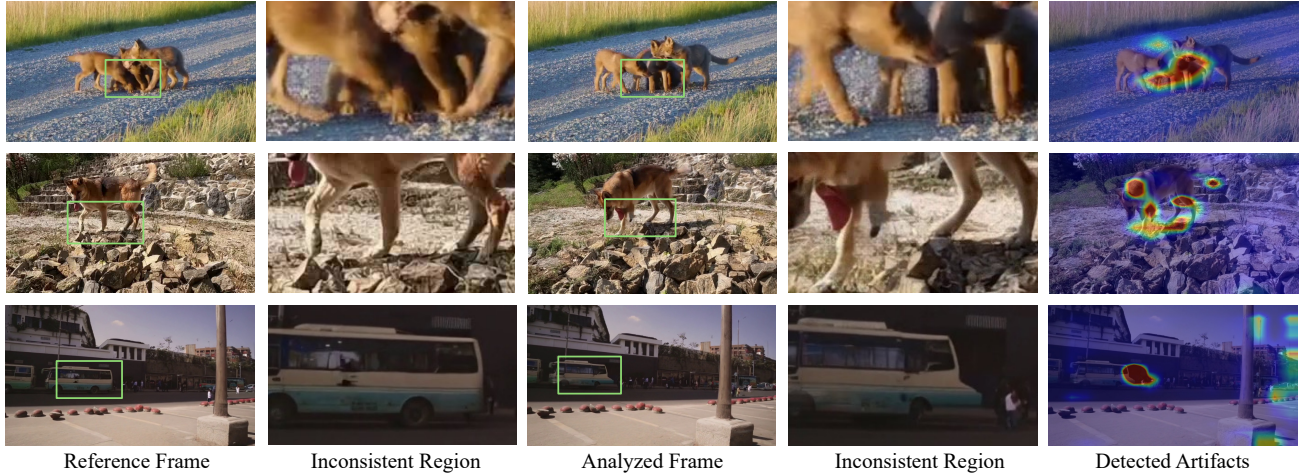 Reference Frame
Inconsistent Region
Analyzed Frame
Inconsistent Region
Detected Artifacts